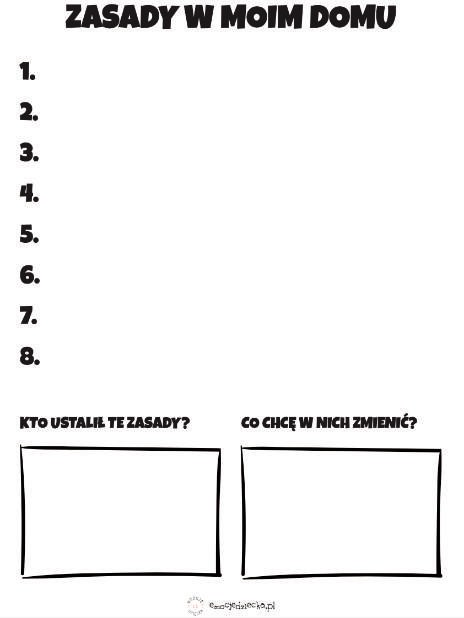 ZASADY W MOIM DOMU
1.
2.
3.
4.
5.
6.
7.
8.
KTO USTALIŁ TE ZASADY?
CO CHCĘ W NICH ZMIENIĆ?
emocjedziecka.pl